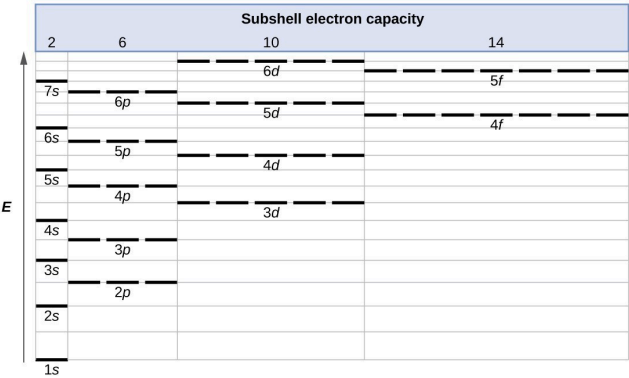 Subshell electron capacity
2 6 10 14
6d
5f
7s
6p
5d
4f
6s
5p
4d
5s
4p
E
3d
4s
3p
3s
2p
2s
1s